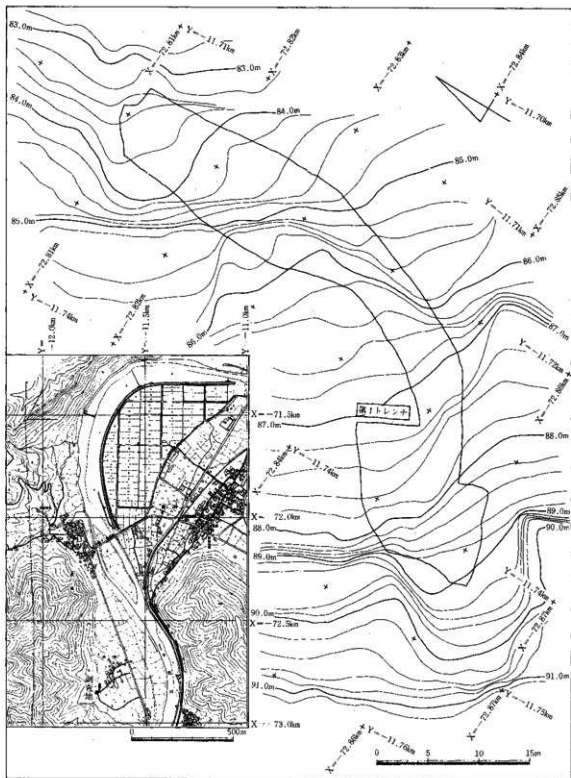 83.0m
X=-72.81km
Y=-11.71km
X=-72.82km
83.0m
X=-72.83km
X=-72.84km
Y=-11.70km
84.0m
84.0m
85.0m
85.0m
Y=-11.71km
X=-72.85km
86.0m
X=-72.81km
Y=-11.74km
X=-72.82km
86.0m
87.0m
Y=-12.0km
Y=-11.5km
Y=-11.0km
Y=-11.72km
X=-72.86km
X=-71.5km
87.0m
第1トレンチ
88.0m
Y=-11.74km
X=-72.84km
X=-72.0km
88.0m
89.0m
89.0m
90.0m
90.0m
X=-72.5km
Y=-11.74km
X=-72.87km
91.0m
91.0m
X=-73.0km
X=-72.87km
Y=-11.75km
0
500m
X=-72.86km
Y=-11.76km
0
5
10
15m